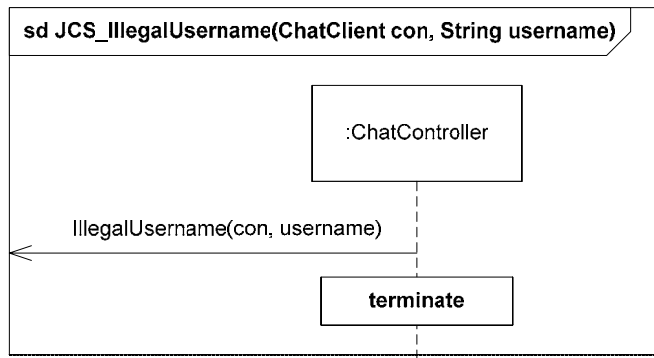 sd JCS_IllegalUsername(ChatClient con, String username)
:ChatController
IllegalUsername(con, username)
terminate